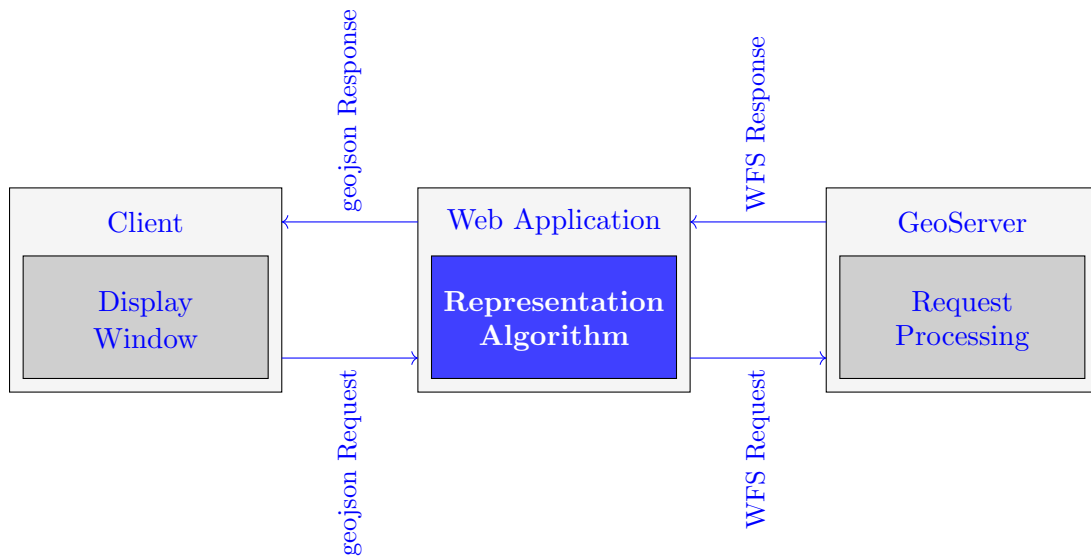 geojson Response
WFS Response
Client
Web Application
GeoServer
Display
Window
Representation
Algorithm
Request
Processing
geojson Request
WFS Request